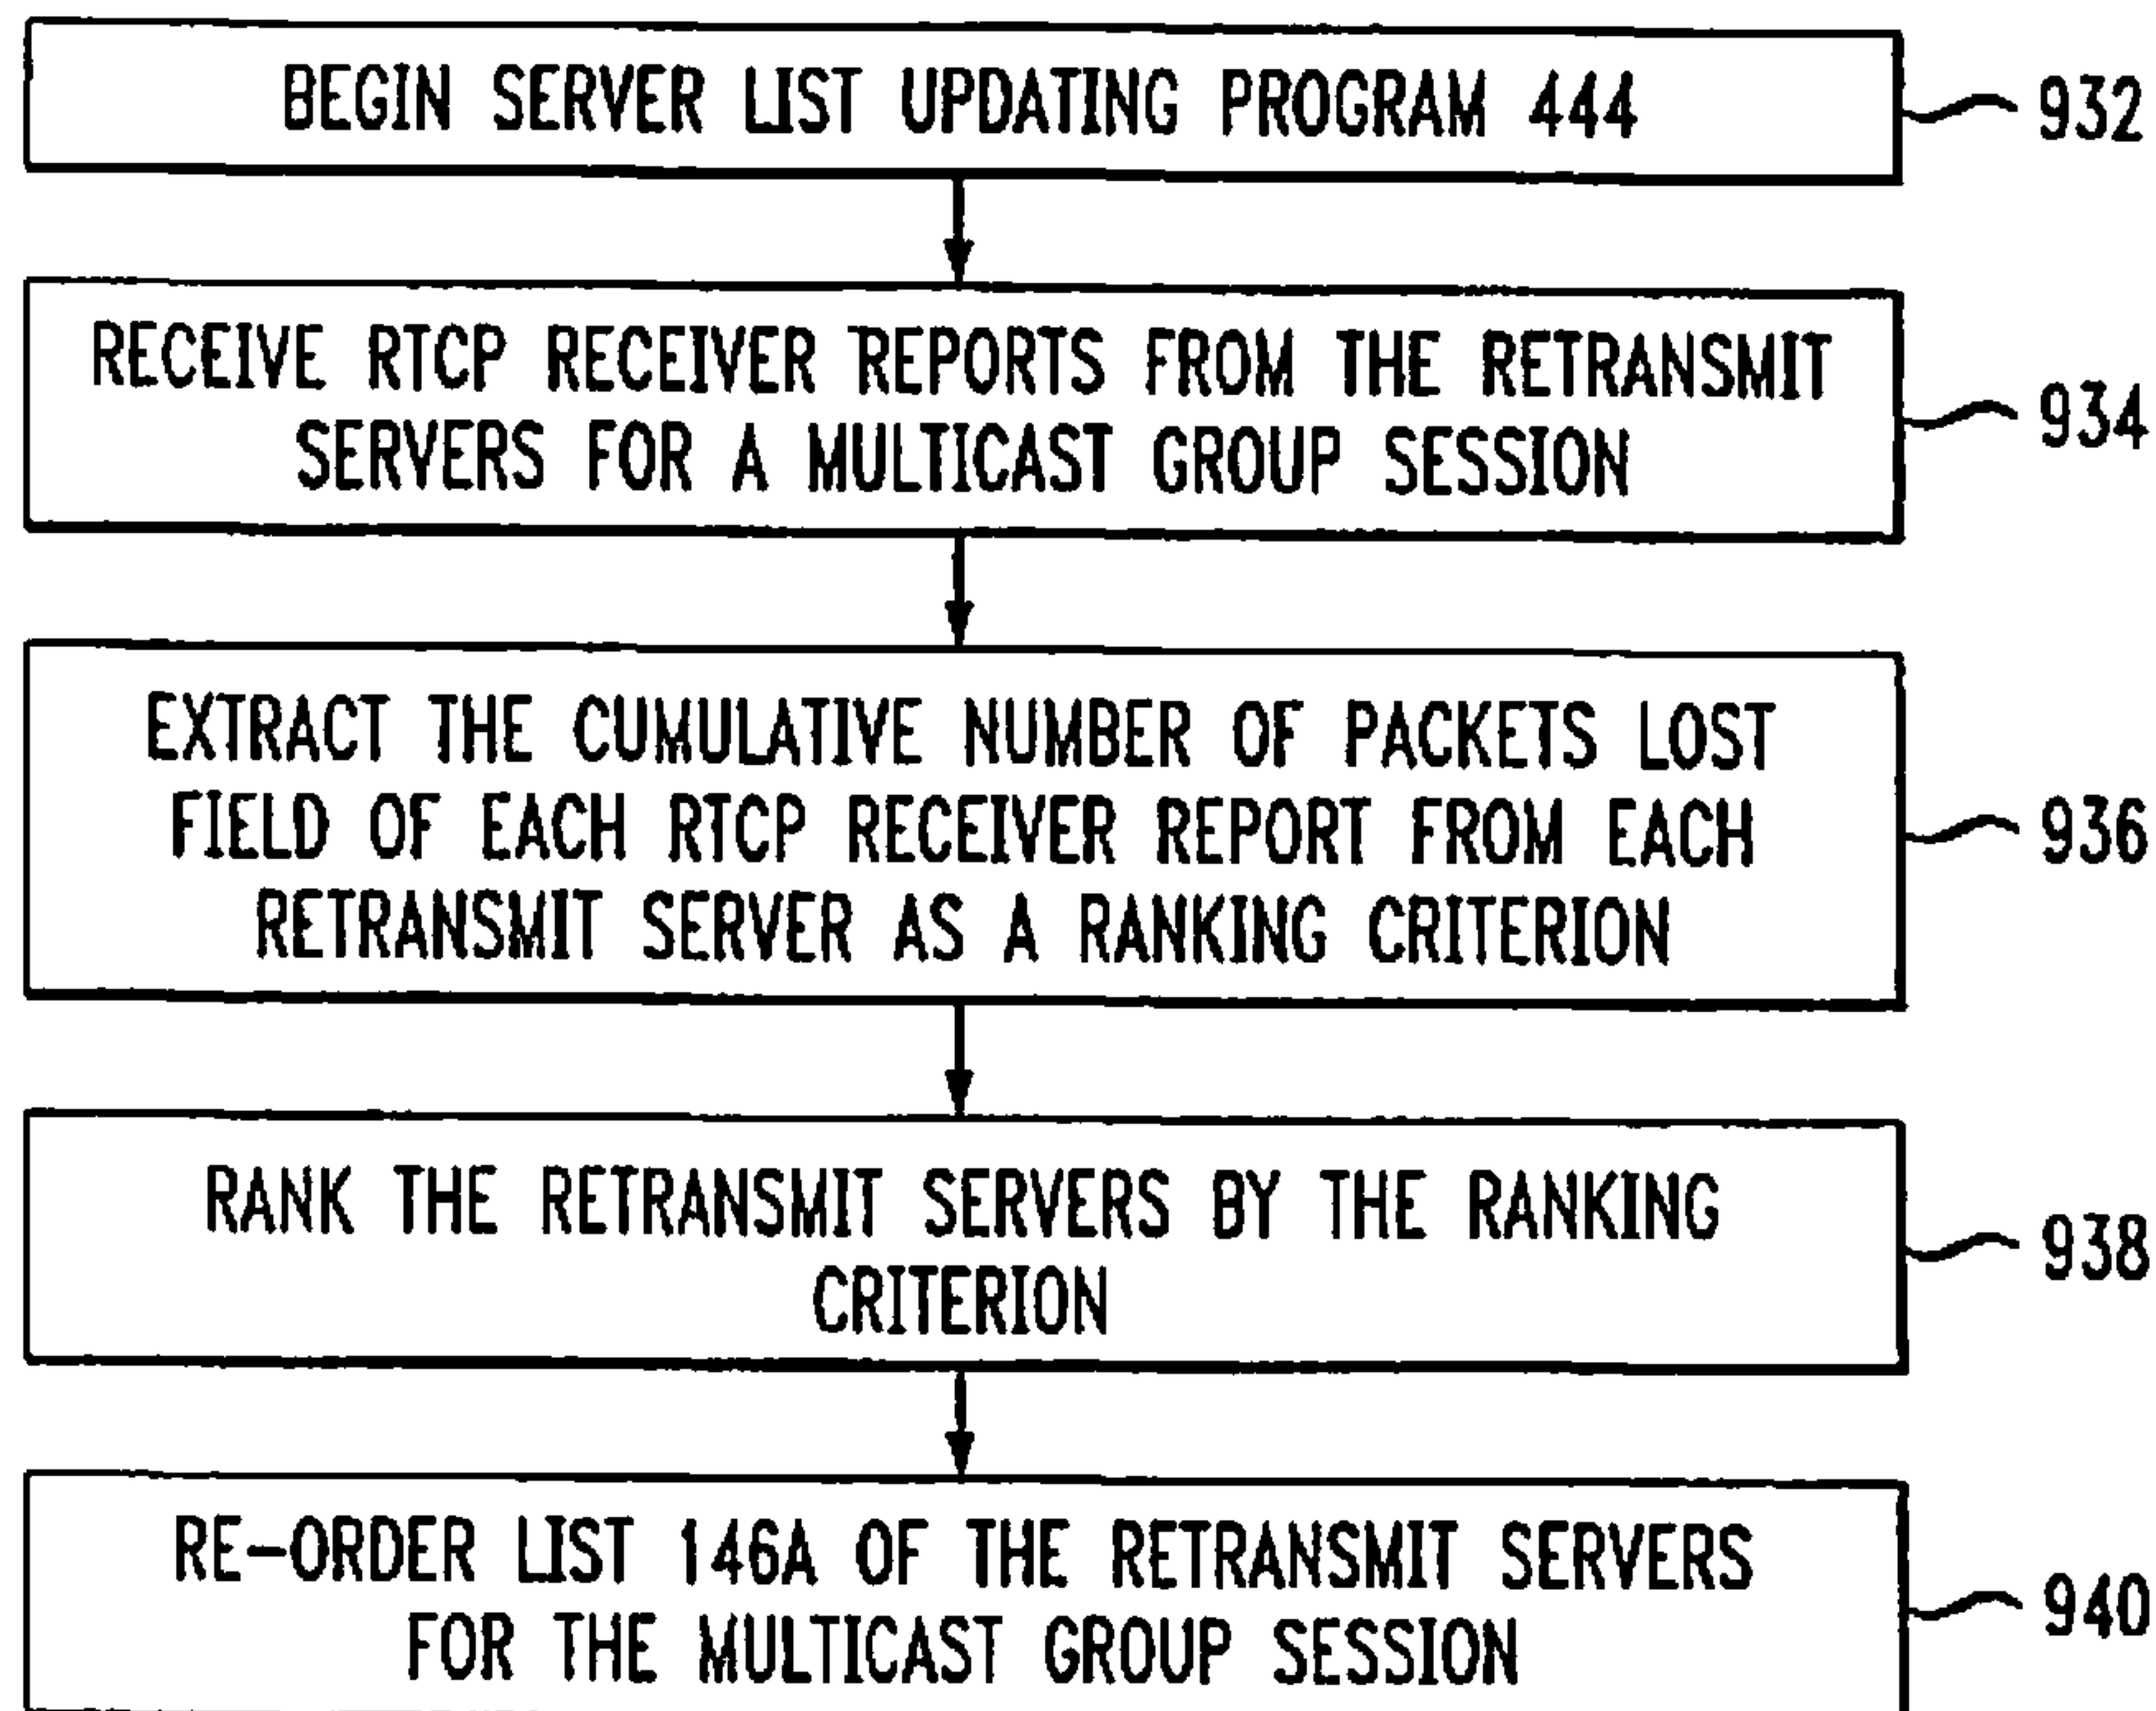 BEGIN SERVER LIST UPDATING PROGRAM 444
932
RECEIVE RTCP RECEIVER REPORTS FROM THE RETRANSMIT
SERVERS FOR A MULTICAST GROUP SESSION
934
EXTRACT THE CUMULATIVE NUMBER OF PACKETS LOST
FIELD OF EACH RTCP RECEIVER REPORT FROM EACH
RETRANSMIT SERVER AS A RANKING CRITERION
936
RANK THE RETRANSMIT SERVERS BY THE RANKING
CRITERION
938
RE-ORDER LIST 146A OF THE RETRANSMIT SERVERS
FOR THE MULTICAST GROUP SESSION
940